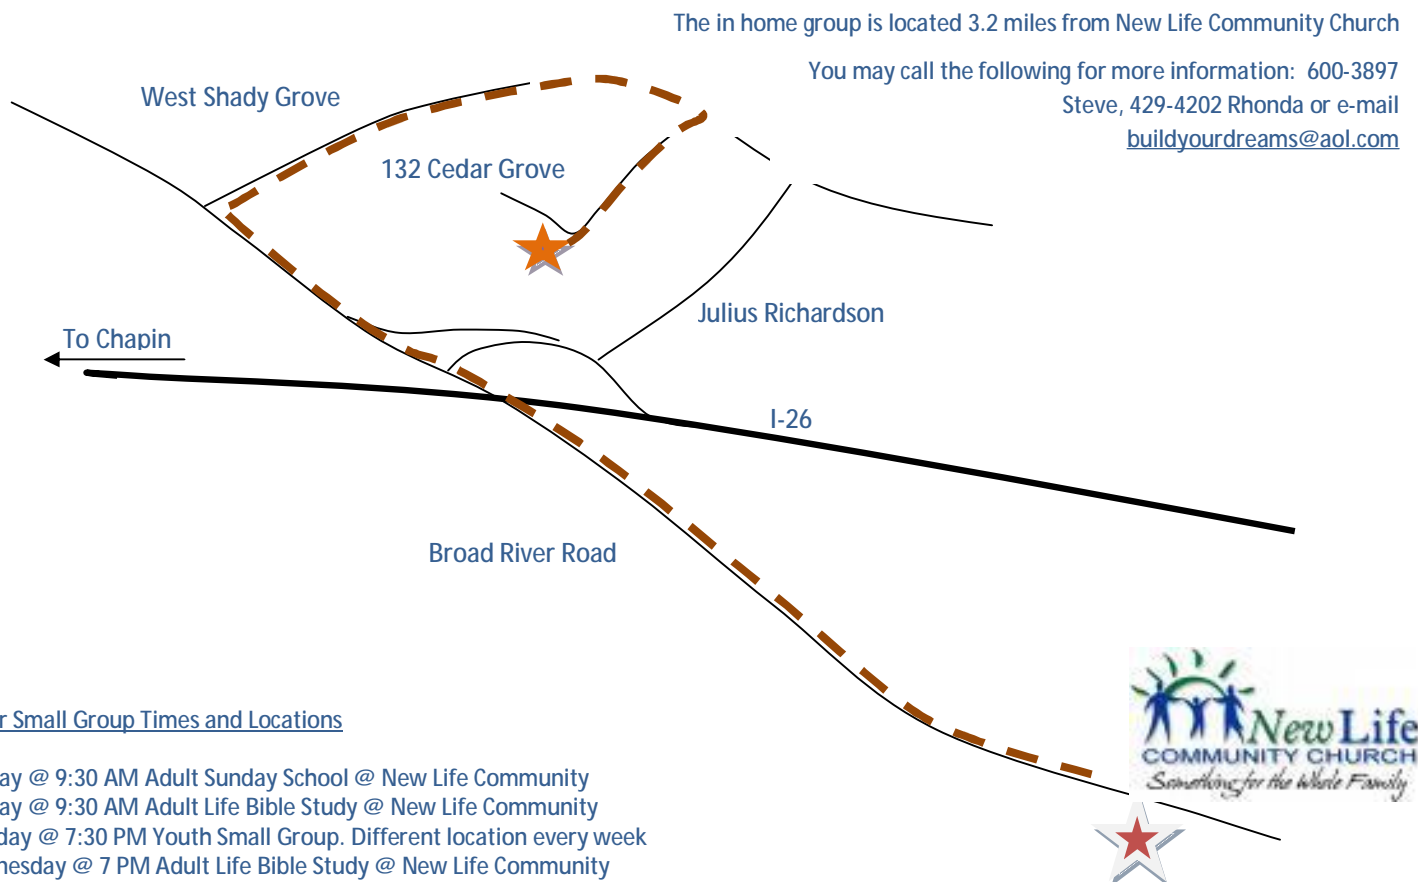 The in home group is located 3.2 miles from New Life Community Church
You may call the following for more information: 600-3897
Steve, 429-4202 Rhonda or e-mail
buildyourdreams@aol.com
West Shady Grove
132 Cedar Grove
Julius Richardson
To Chapin
I-26
Broad River Road
New Life
COMMUNITY CHURCH
Something for the Whole Family
r Small Group Times and Locations
ay @ 9:30 AM Adult Sunday School @ New Life Community
ay @ 9:30 AM Adult Life Bible Study @ New Life Community
day @ 7:30 PM Youth Small Group. Different location every week
nesday @ 7 PM Adult Life Bible Study @ New Life Community